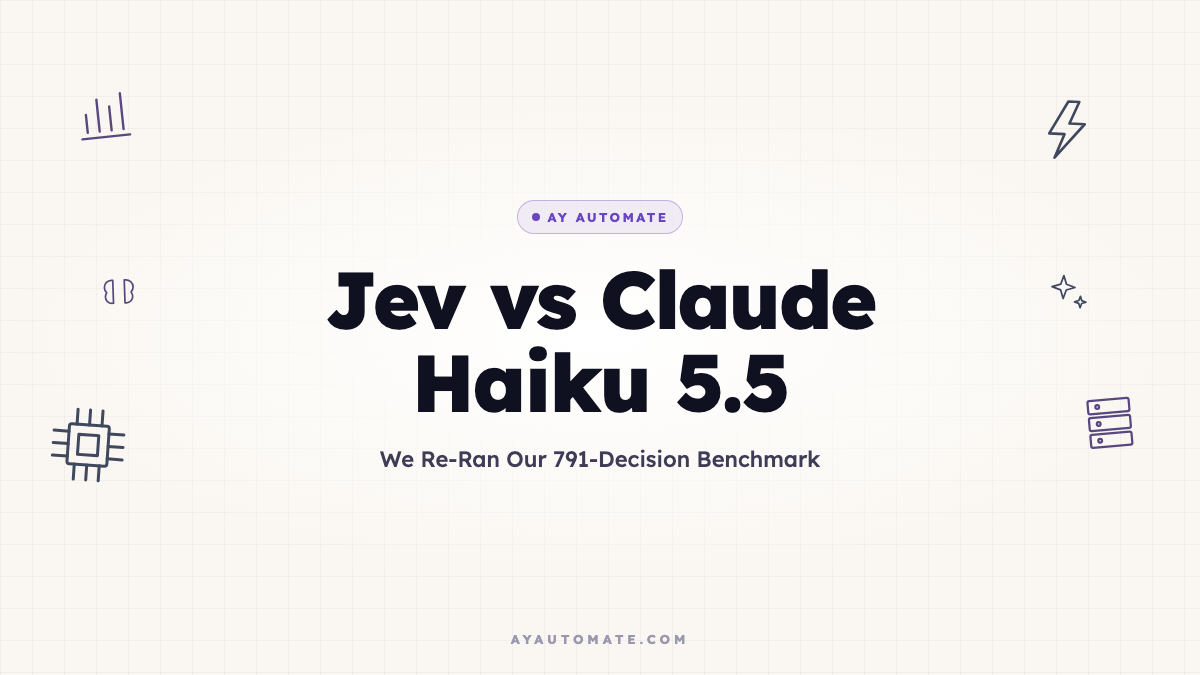 AY AUTOMATE
Jev vs Claude
Haiku 5.5
We Re-Ran Our 791-Decision Benchmark
AYAUTOMATE.COM